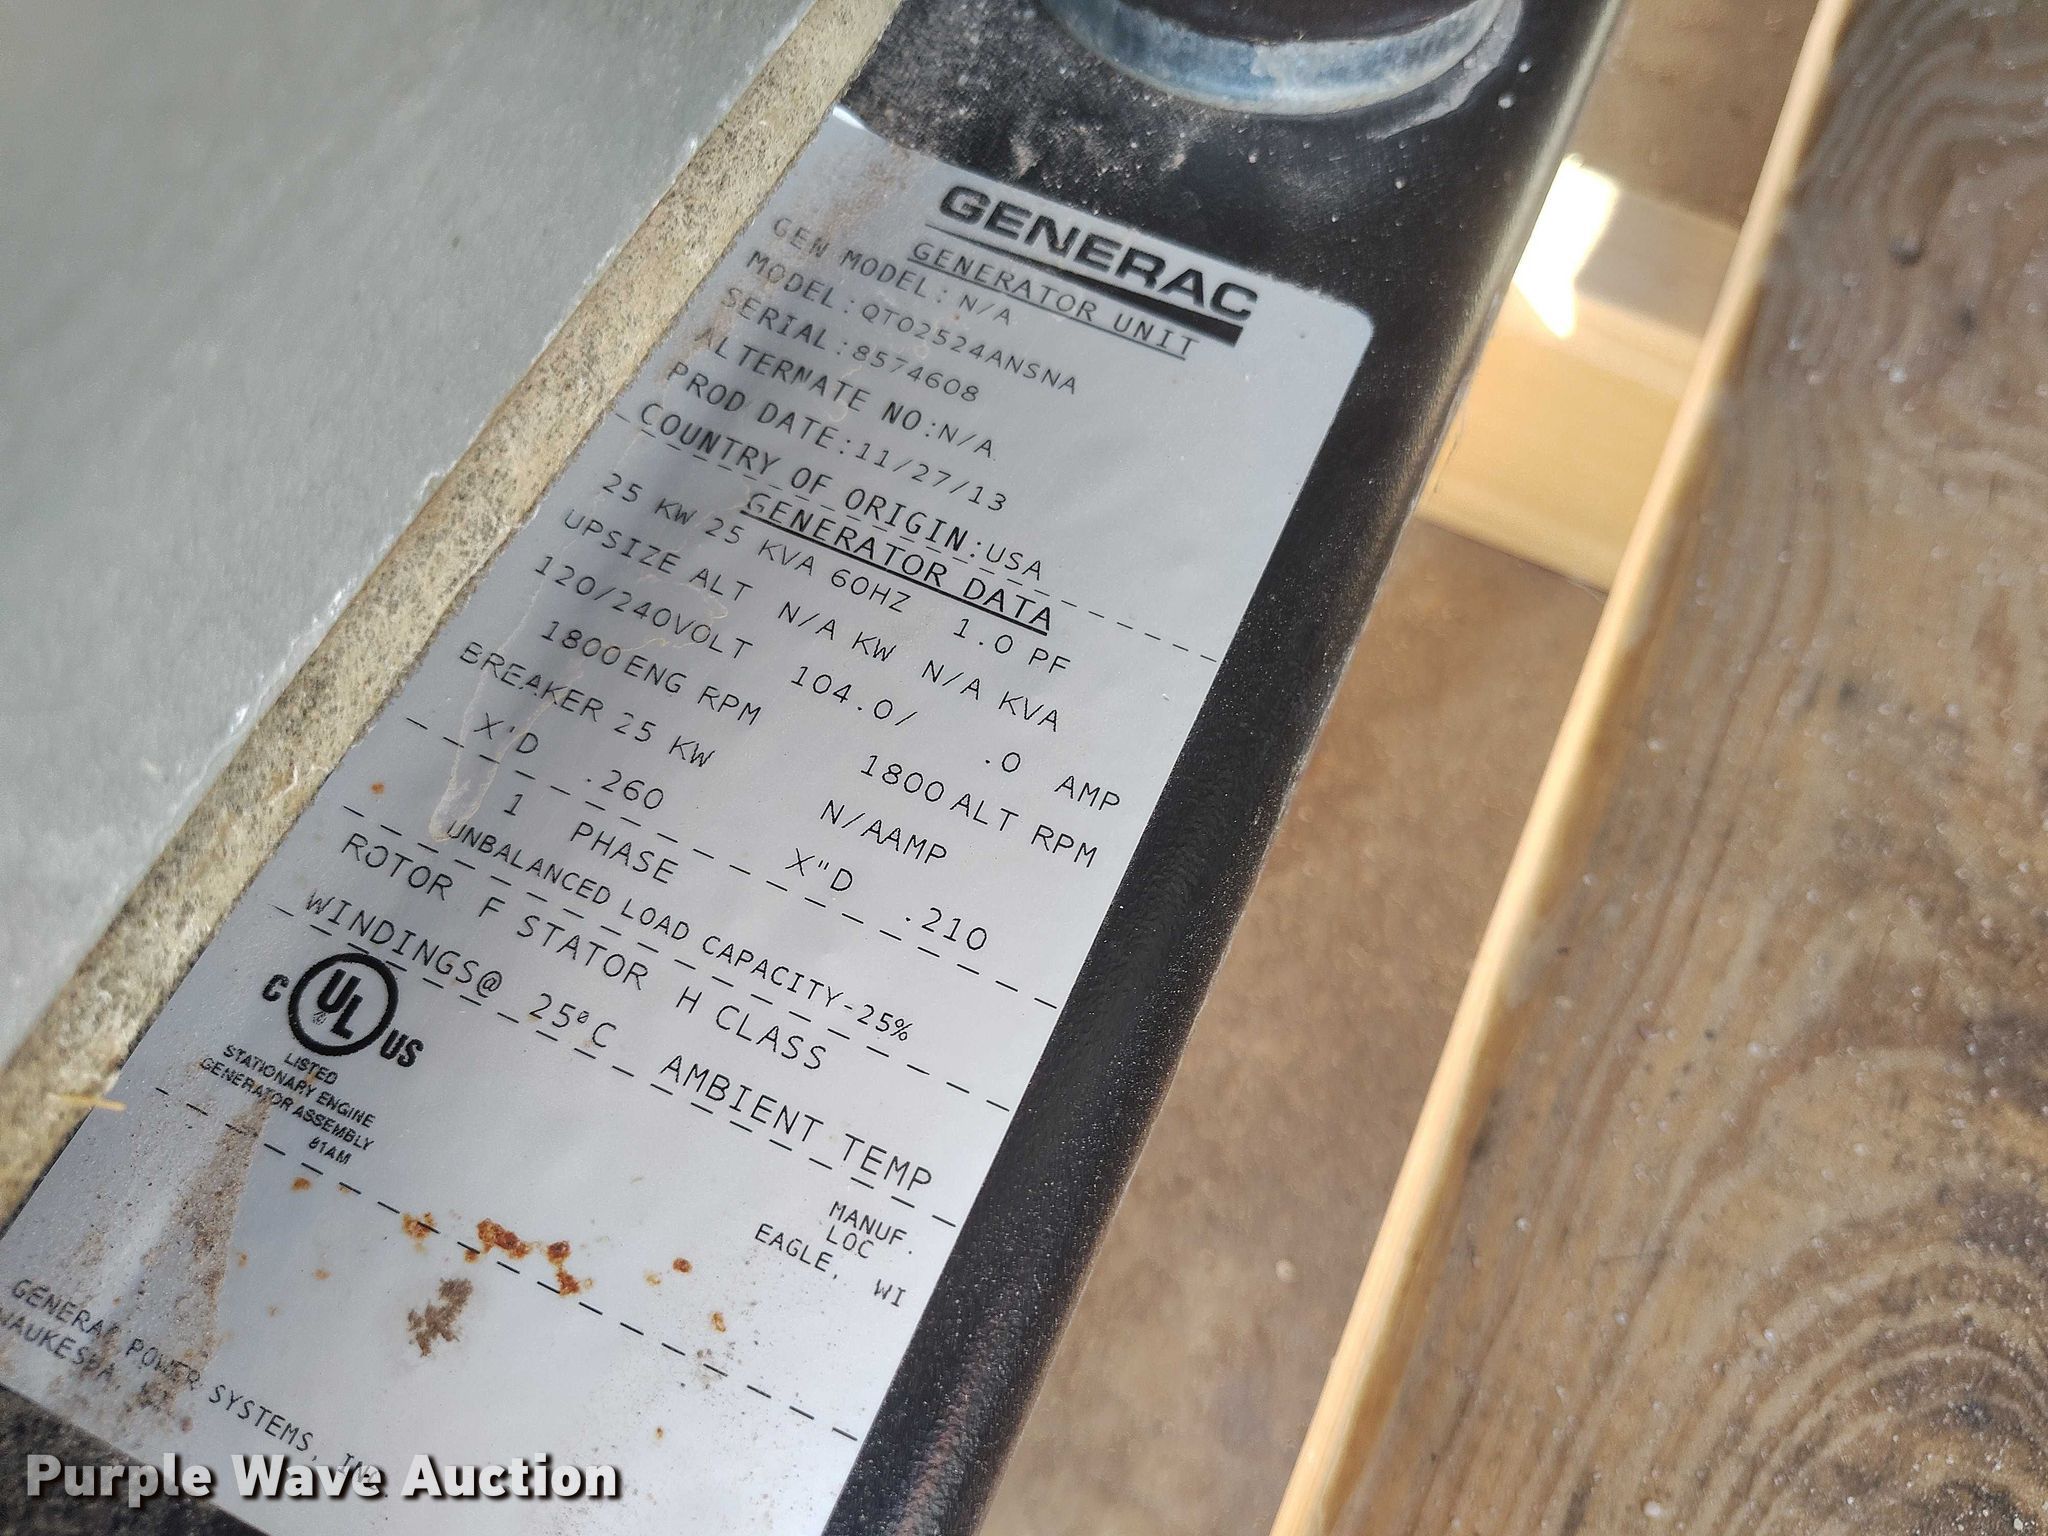 GENERAC
GENERATOR UNIT
GEN MODEL: N/A
MODEL:QT02524ANSNA
SERIAL:8574608
ALTERNATE NO:N/A
PROD DATE:11/27/13
COUNTRY OF ORIGIN:USA
GENERATOR DATA
25 KW 25 KVA 60HZ 1.0 PF
UPSIZE ALT N/A KW N/A KVA
120/240VOLT 104.0/ .0 AMP
1800 ENG RPM 1800 ALT RPM
BREAKER 25 KW N/AAMP
X'D .260 X"D .210
1 PHASE
UNBALANCED LOAD CAPACITY-25%
ROTOR F STATOR H CLASS
WINDINGS@ 25°C AMBIENT TEMP
C UL US
LISTED
STATIONARY ENGINE
GENERATOR ASSEMBLY
81AM
MANUF.
LOC
EAGLE, WI
GENERAC POWER SYSTEMS, INC.
WAUKESHA,
Purple Wave Auction